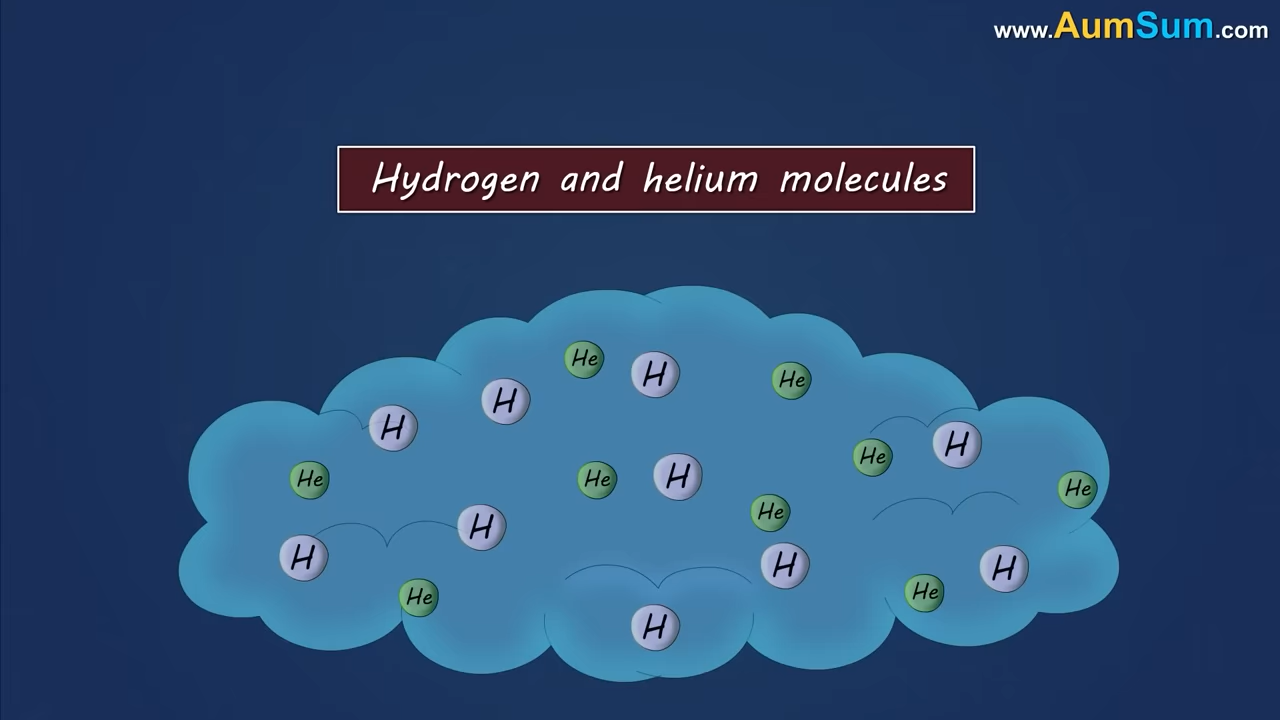 www.AumSum.com
Hydrogen and helium molecules
He H He
H H
He H
He He H He
He
H H
H H
He He
H